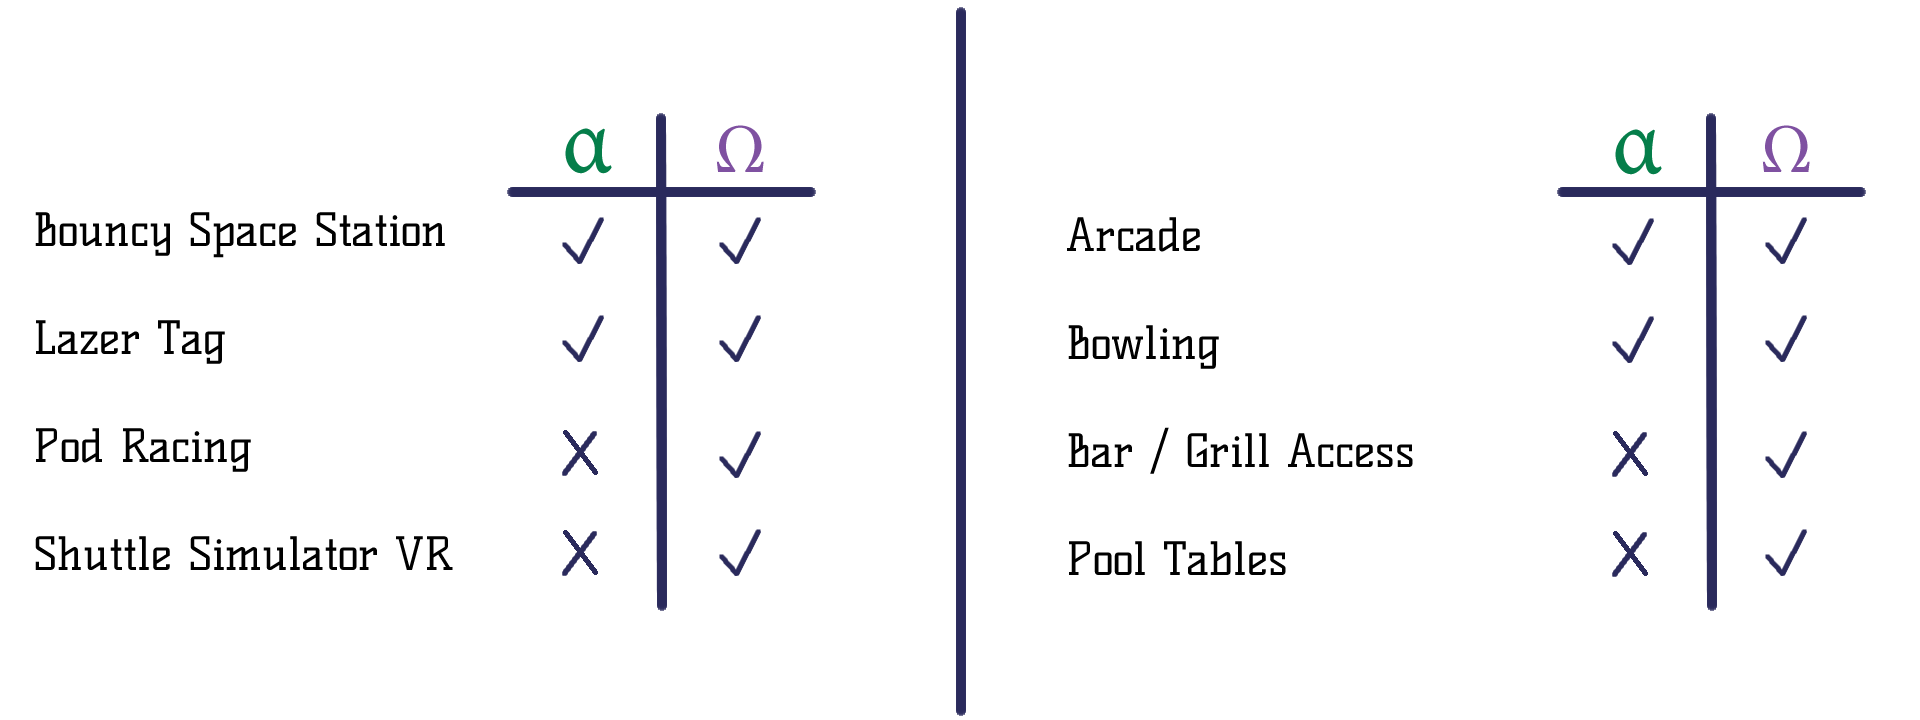 α Ω
Bouncy Space Station ✓ ✓
Lazer Tag ✓ ✓
Pod Racing X ✓
Shuttle Simulator VR X ✓
α Ω
Arcade ✓ ✓
Bowling ✓ ✓
Bar / Grill Access X ✓
Pool Tables X ✓